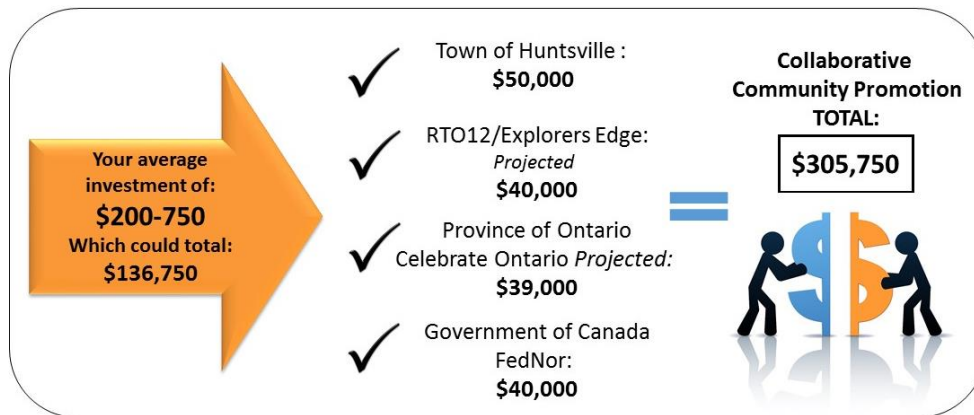 Your average
investment of:
$200-750
Which could total:
$136,750
Town of Huntsville :
$50,000
RTO12/Explorers Edge:
Projected
$40,000
Province of Ontario
Celebrate Ontario Projected:
$39,000
Government of Canada
FedNor:
$40,000
=
Collaborative
Community Promotion
TOTAL:
$305,750
$